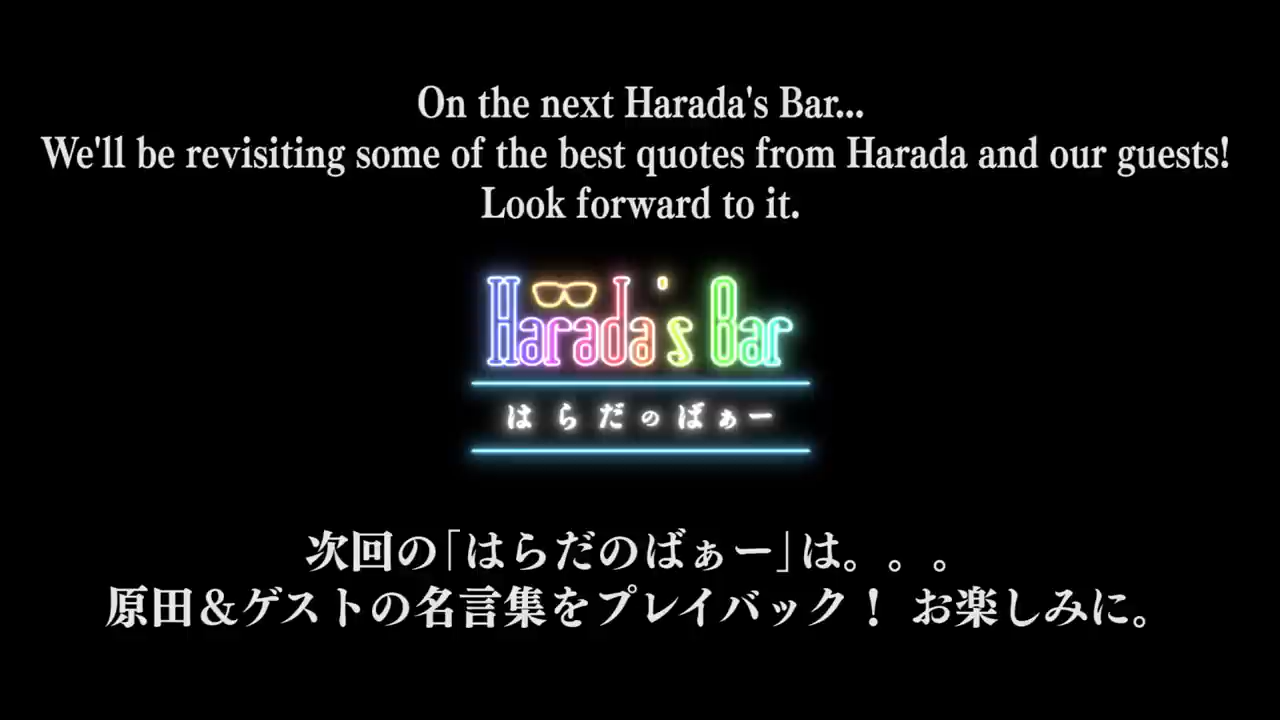 On the next Harada's Bar...
We'll be revisiting some of the best quotes from Harada and our guests!
Look forward to it.
Harada's Bar
はらだのばぁー
次回の「はらだのばぁー」は。。。
原田＆ゲストの名言集をプレイバック！ お楽しみに。